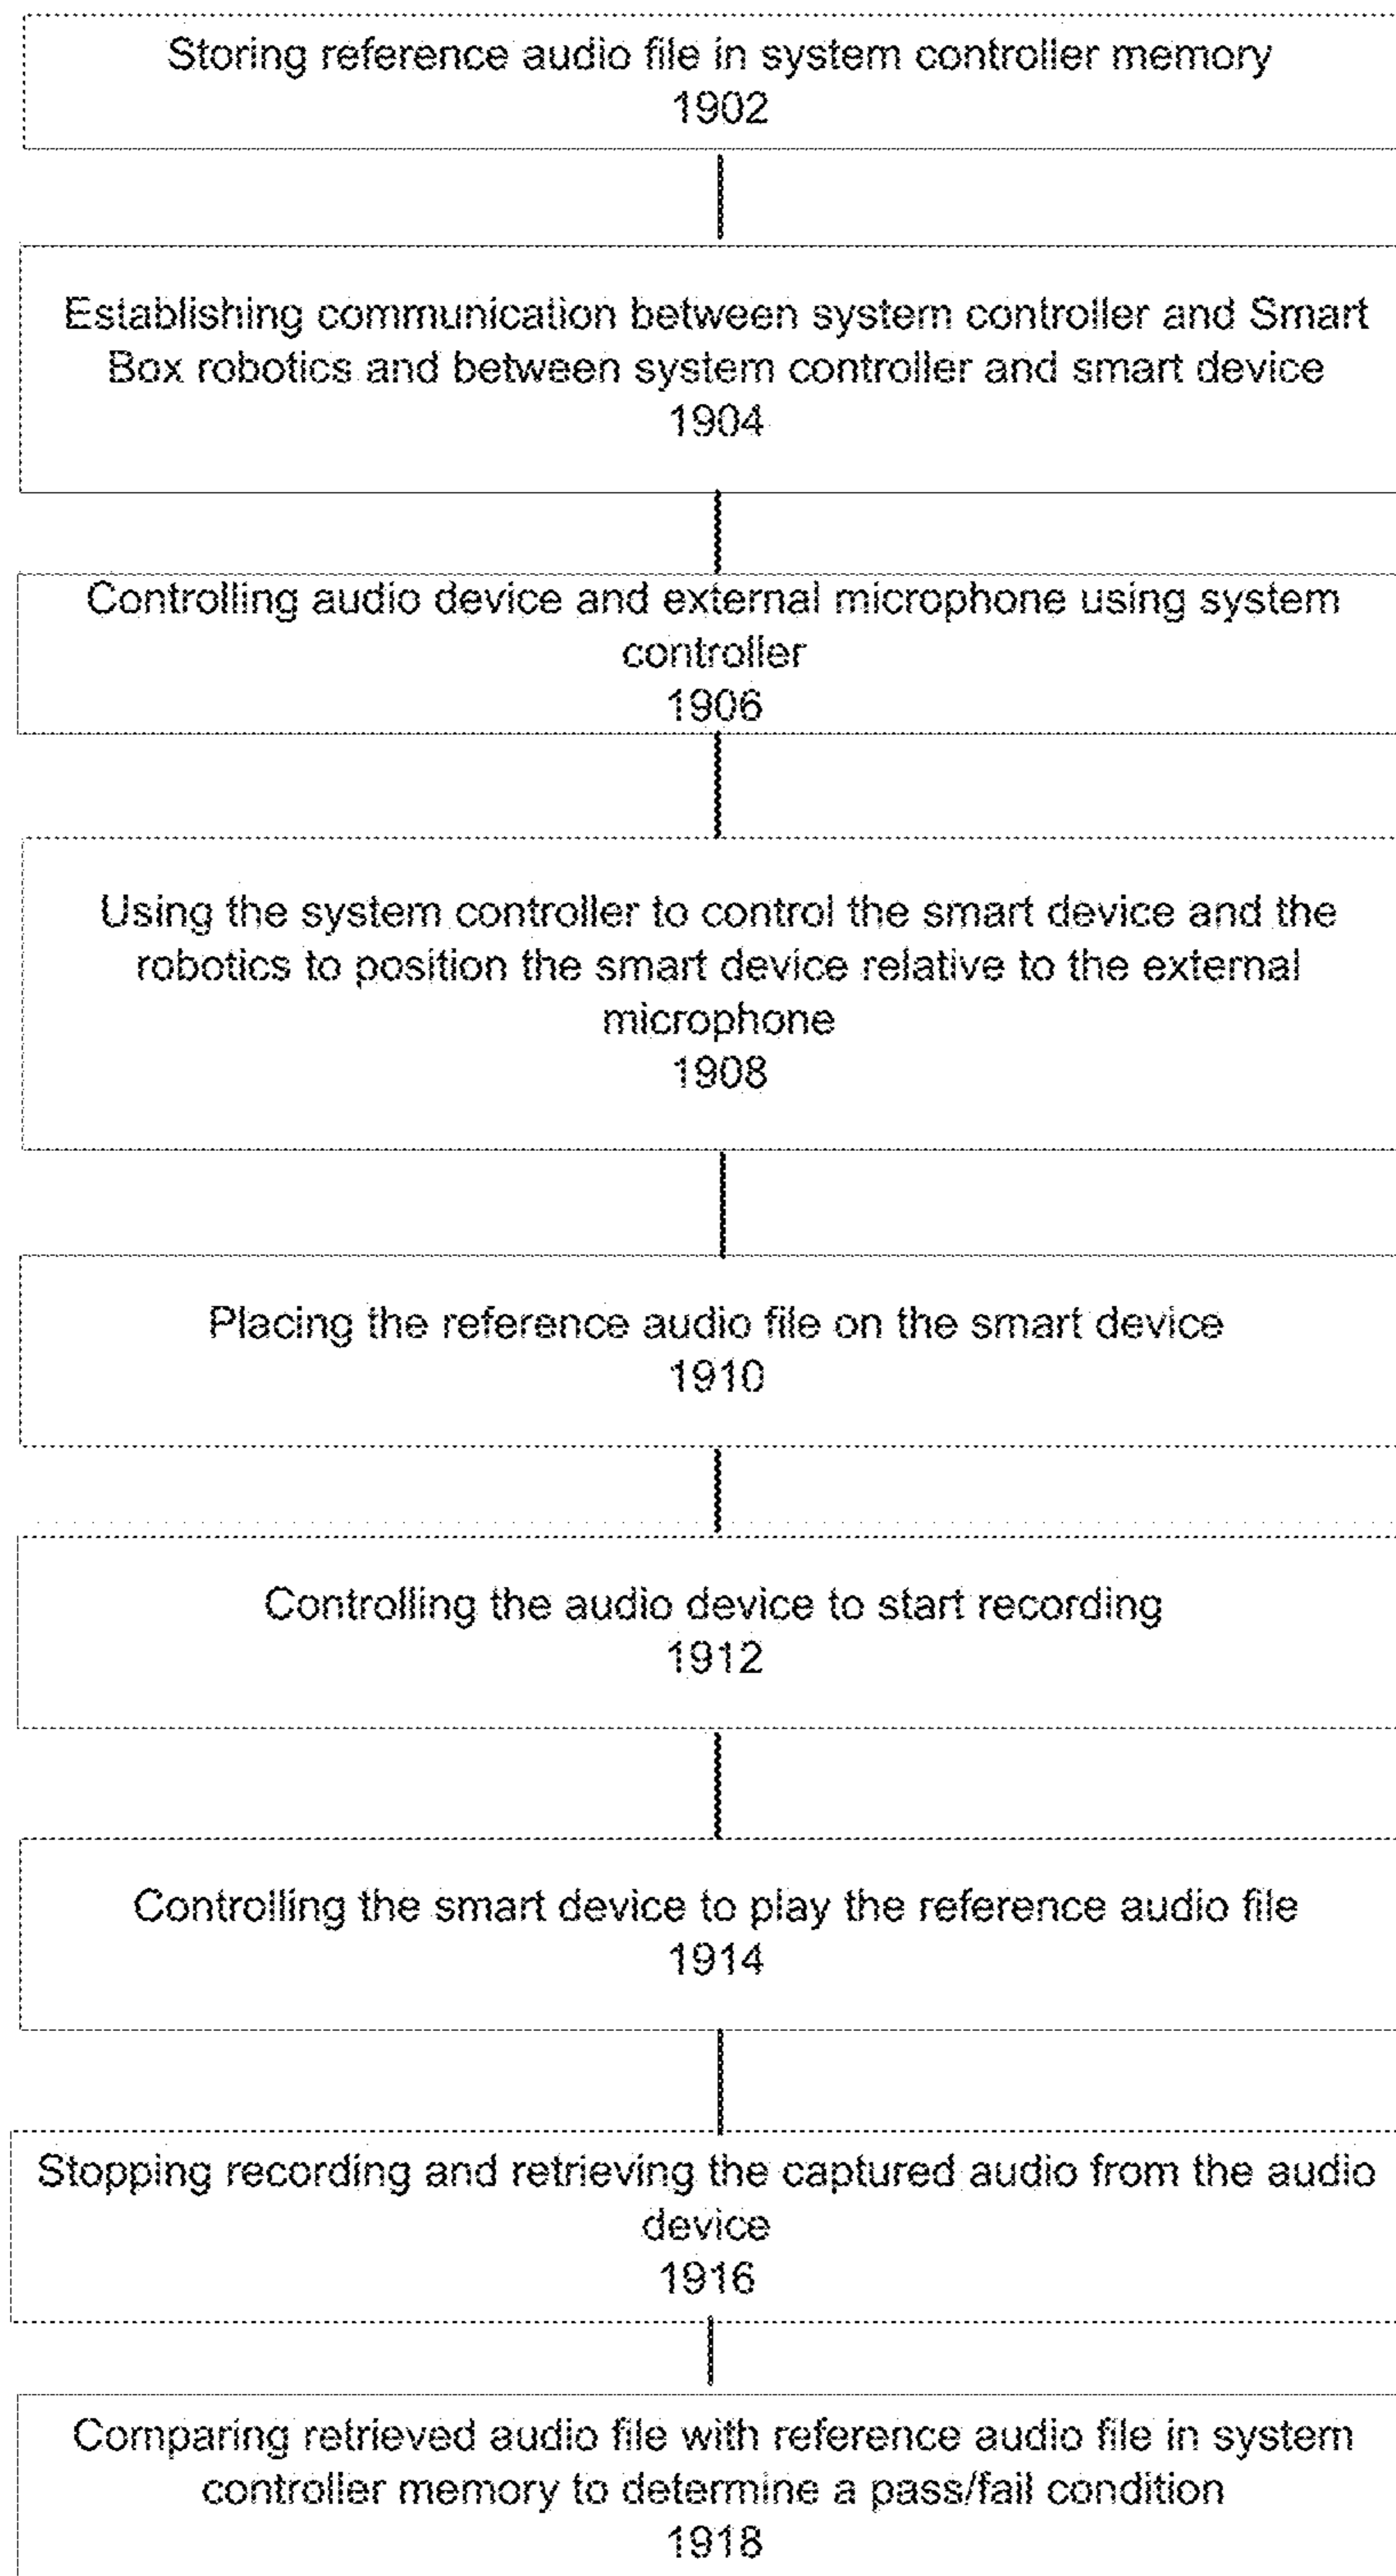 Storing reference audio file in system controller memory
1902
Establishing communication between system controller and Smart
Box robotics and between system controller and smart device
1904
Controlling audio device and external microphone using system
controller
1906
Using the system controller to control the smart device and the
robotics to position the smart device relative to the external
microphone
1908
Placing the reference audio file on the smart device
1910
Controlling the audio device to start recording
1912
Controlling the smart device to play the reference audio file
1914
Stopping recording and retrieving the captured audio from the audio
device
1916
Comparing retrieved audio file with reference audio file in system
controller memory to determine a pass/fail condition
1918